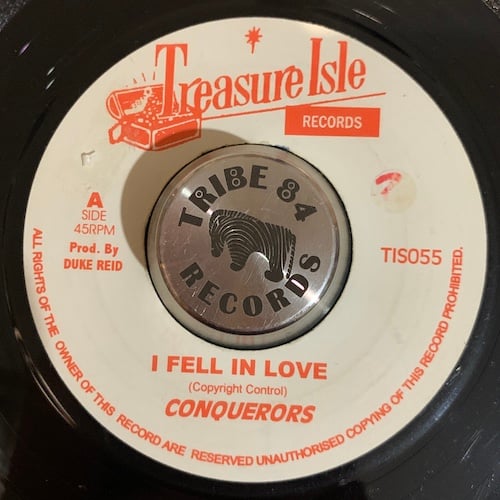 Treasure Isle
RECORDS
A
SIDE
45RPM
Prod. By
DUKE REID
TIS055
TRIBE 84
RECORDS
I FELL IN LOVE
(Copyright Control)
CONQUERORS
ALL RIGHTS OF THE OWNER OF THIS RECORD ARE RESERVED UNAUTHORISED COPYING OF THIS RECORD PROHIBITED.